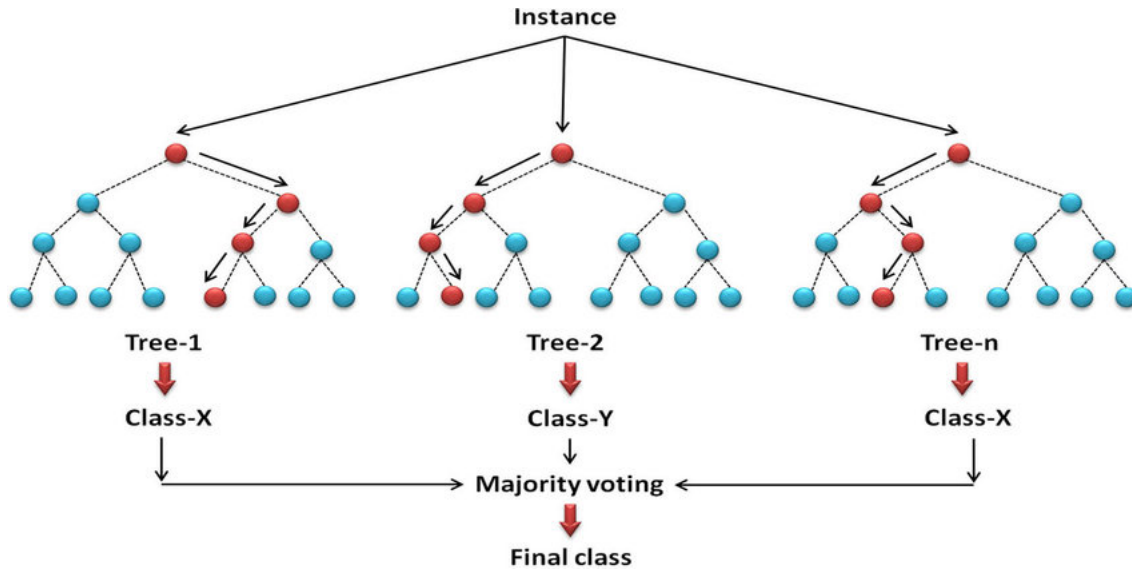 Instance
Tree-1
Tree-2
Tree-n
Class-X
Class-Y
Class-X
Majority voting
Final class